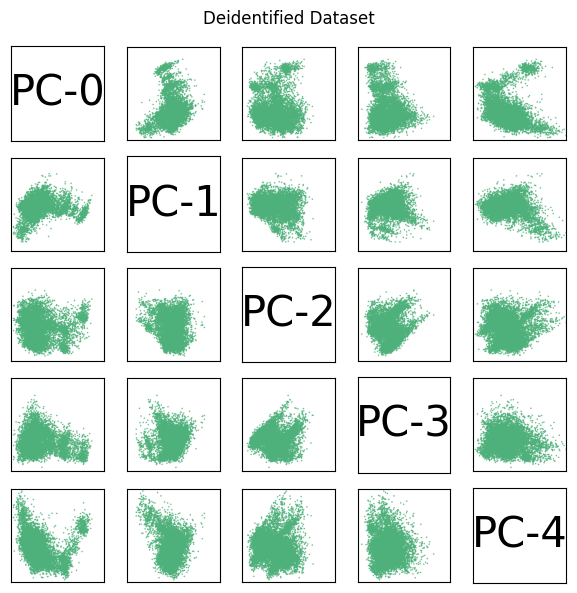 Deidentified Dataset
PC-0
PC-1
PC-2
PC-3
PC-4